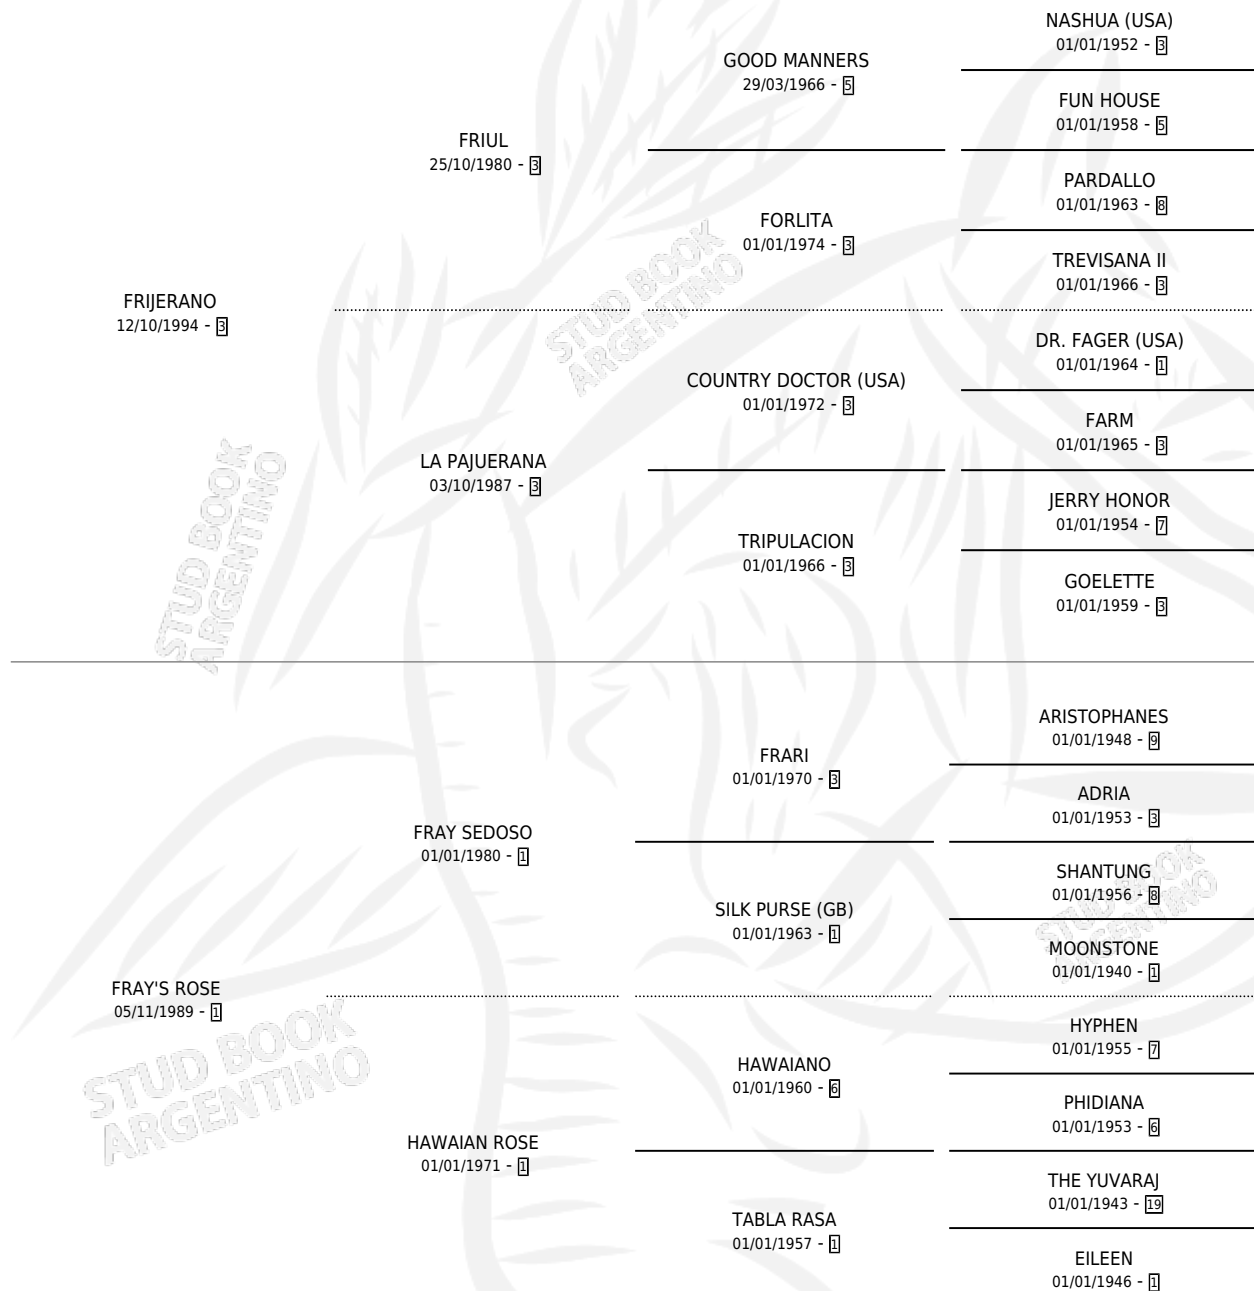 NASHUA (USA)
01/01/1952 - 3
GOOD MANNERS
29/03/1966 - 5
FUN HOUSE
01/01/1958 - 5
FRIUL
25/10/1980 - 3
PARDALLO
01/01/1963 - 8
FORLITA
01/01/1974 - 3
TREVISANA II
01/01/1966 - 3
FRIJERANO
12/10/1994 - 3
DR. FAGER (USA)
01/01/1964 - 1
COUNTRY DOCTOR (USA)
01/01/1972 - 3
FARM
01/01/1965 - 3
LA PAJUERANA
03/10/1987 - 3
JERRY HONOR
01/01/1954 - 7
TRIPULACION
01/01/1966 - 3
GOELETTE
01/01/1959 - 3
ARISTOPHANES
01/01/1948 - 9
FRARI
01/01/1970 - 3
ADRIA
01/01/1953 - 3
FRAY SEDOSO
01/01/1980 - 1
SHANTUNG
01/01/1956 - 8
SILK PURSE (GB)
01/01/1963 - 1
MOONSTONE
01/01/1940 - 1
FRAY'S ROSE
05/11/1989 - 1
HYPHEN
01/01/1955 - 7
HAWAIANO
01/01/1960 - 6
PHIDIANA
01/01/1953 - 6
HAWAIAN ROSE
01/01/1971 - 1
THE YUVARAJ
01/01/1943 - 19
TABLA RASA
01/01/1957 - 1
EILEEN
01/01/1946 - 1
STUD BOOK
ARGENTINO
STUD BOOK
ARGENTINO
STUD BOOK
ARGENTINO
STUD BOOK
ARGENTINO